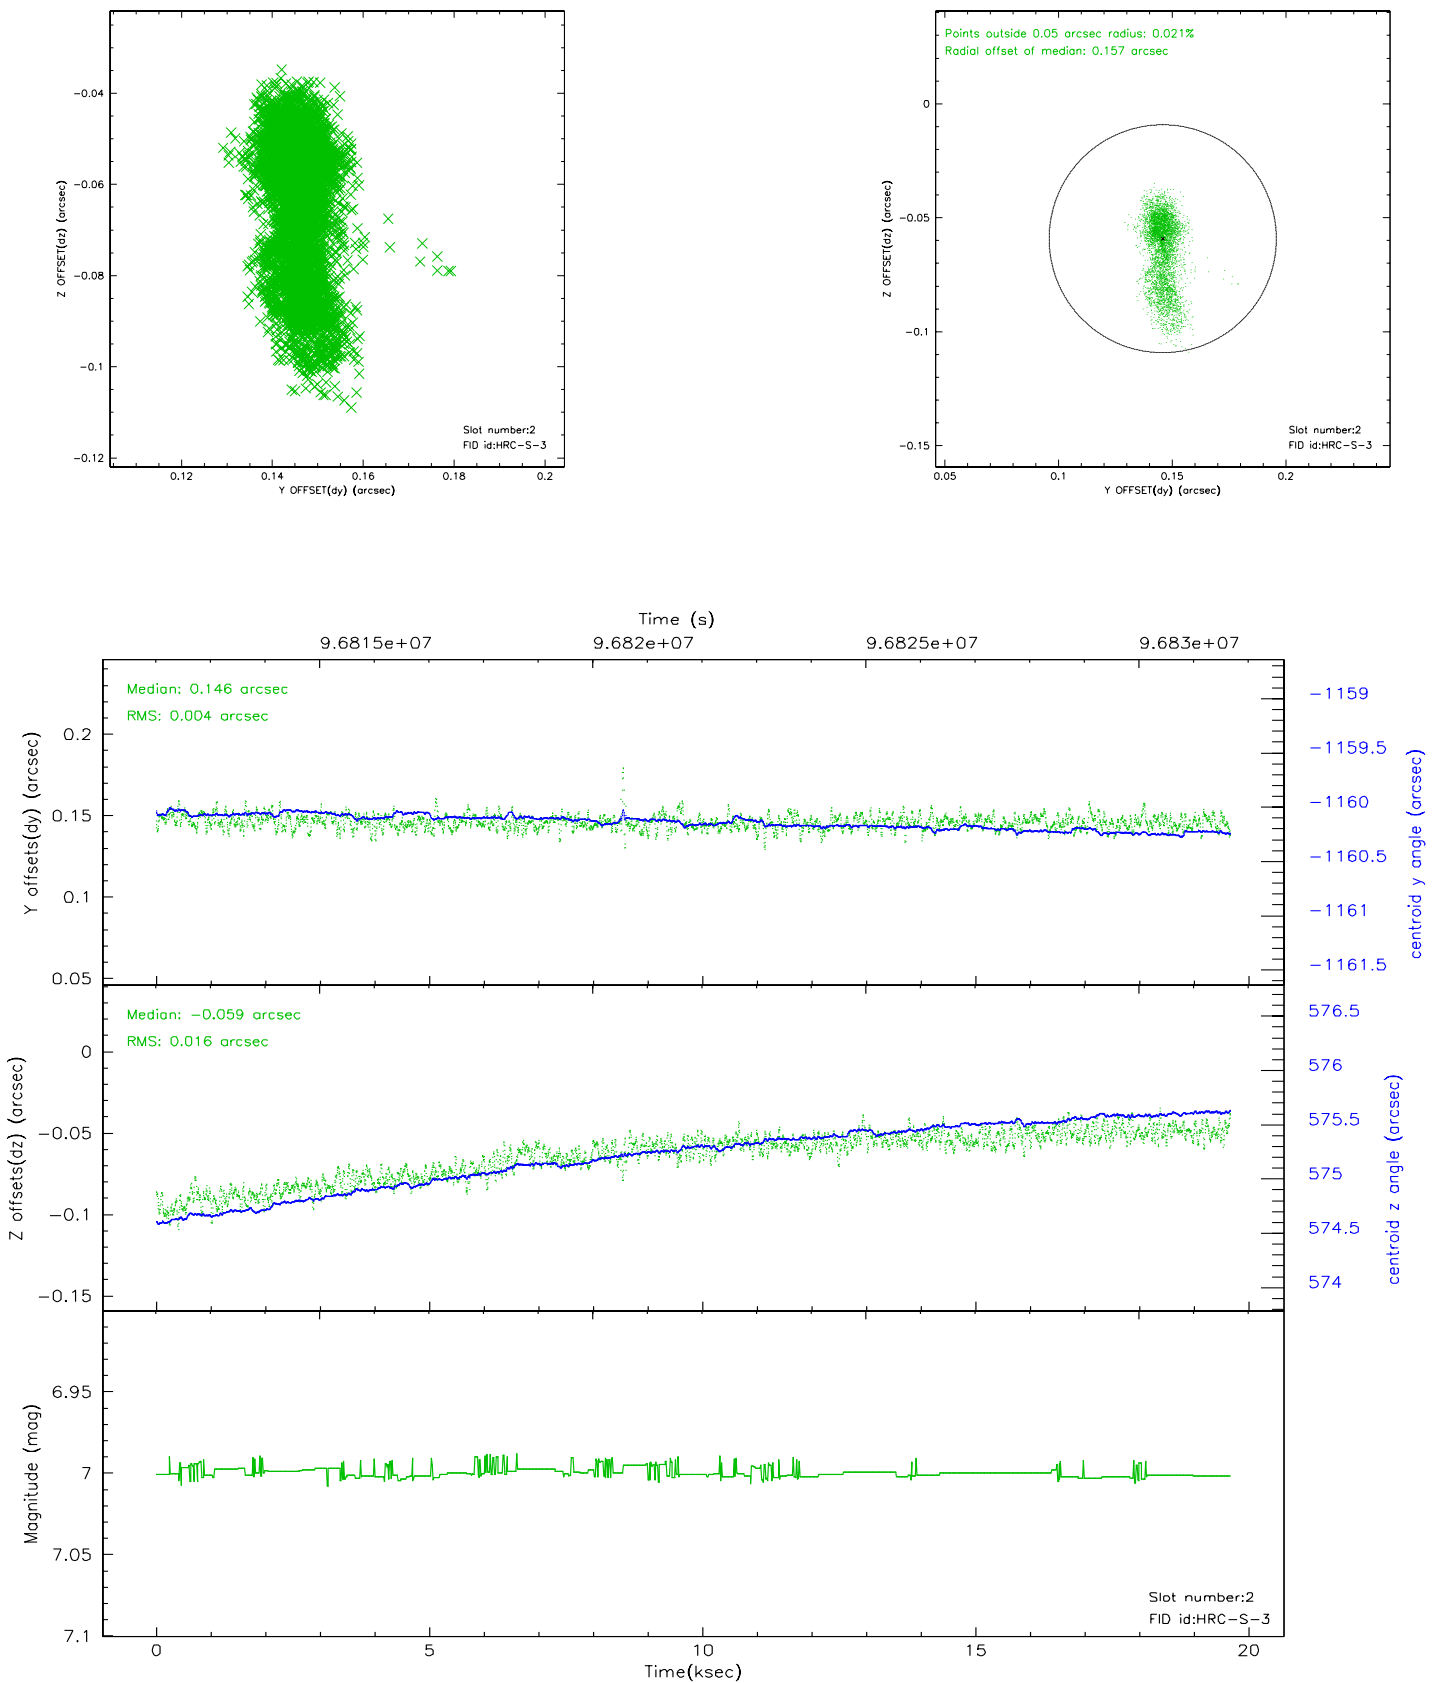 -0.04
-0.06
-0.08
-0.1
-0.12
Z OFFSET(dz) (arcsec)
Slot number:2
FID id:HRC-S-3
0.12 0.14 0.16 0.18 0.2
Y OFFSET(dy) (arcsec)
Points outside 0.05 arcsec radius: 0.021%
Radial offset of median: 0.157 arcsec
0
-0.05
-0.1
-0.15
Z OFFSET(dz) (arcsec)
Slot number:2
FID id:HRC-S-3
0.05 0.1 0.15 0.2
Y OFFSET(dy) (arcsec)
Time (s)
9.6815e+07 9.682e+07 9.6825e+07 9.683e+07
Median: 0.146 arcsec
RMS: 0.004 arcsec
0.2
0.15
0.1
0.05
Y offsets(dy) (arcsec)
-1159
-1159.5
-1160
-1160.5
-1161
-1161.5
centroid y angle (arcsec)
Median: -0.059 arcsec
RMS: 0.016 arcsec
0
-0.05
-0.1
-0.15
Z offsets(dz) (arcsec)
576.5
576
575.5
575
574.5
574
centroid z angle (arcsec)
6.95
7
7.05
7.1
Magnitude (mag)
Slot number:2
FID id:HRC-S-3
0 5 10 15 20
Time(ksec)